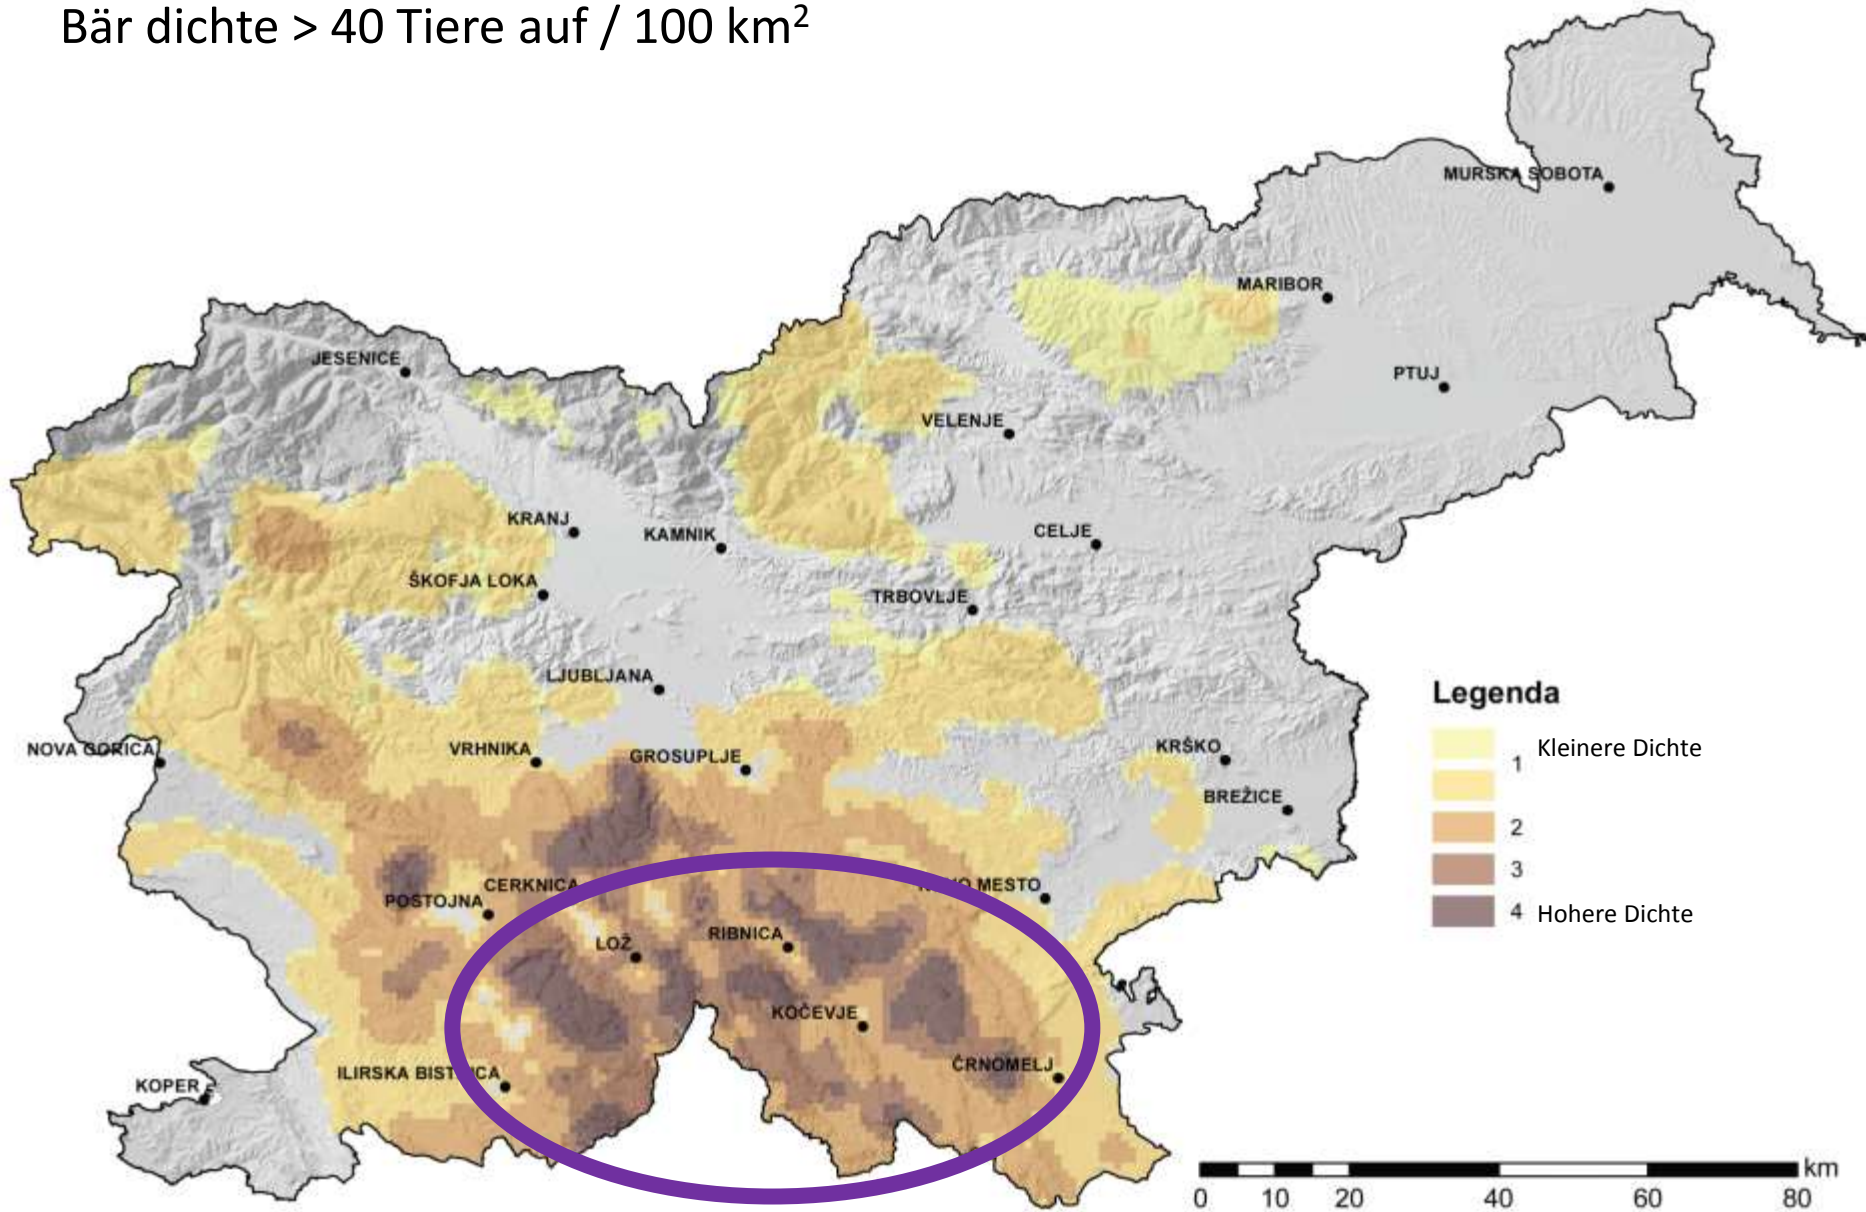 Bär dichte > 40 Tiere auf / 100 km²
MURSKA SOBOTA
MARIBOR
JESENICE
PTUJ
VELENJE
KRANJ
KAMNIK
CELJE
ŠKOFJA LOKA
TRBOVLJE
LJUBLJANA
Legenda
NOVA GORICA
VRHNIKA
GROSUPLJE
KRŠKO
1 Kleinere Dichte
BREŽICE
2
3
CERKNICA
MESTO
POSTOJNA
4 Hohere Dichte
LOŽ
RIBNICA
KOČEVJE
ČRNOMELJ
ILIRSKA
KOPER
km
0 10 20 40 60 80